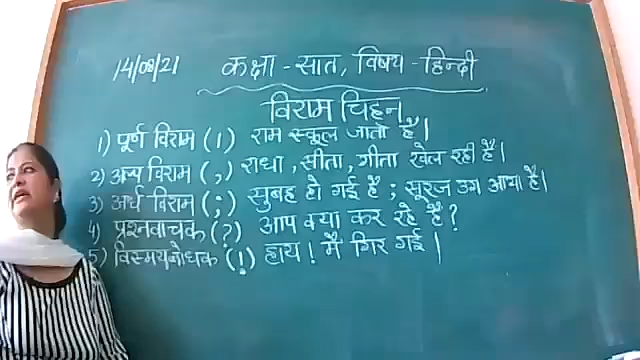 14/08/21 कक्षा - सात, विषय - हिन्दी
विराम चिहन
1) पूर्ण विराम (।) राम स्कूल जाता है।
2) अल्प विराम (,) राधा, सीता, गीता खेल रही हैं।
3) अर्ध विराम (;) सुबह हो गई है; सूरज उग आया है।
4) प्रश्नवाचक (?) आप क्या कर रहे हैं?
5) विस्मयबोधक (!) हाय! मैं गिर गई।